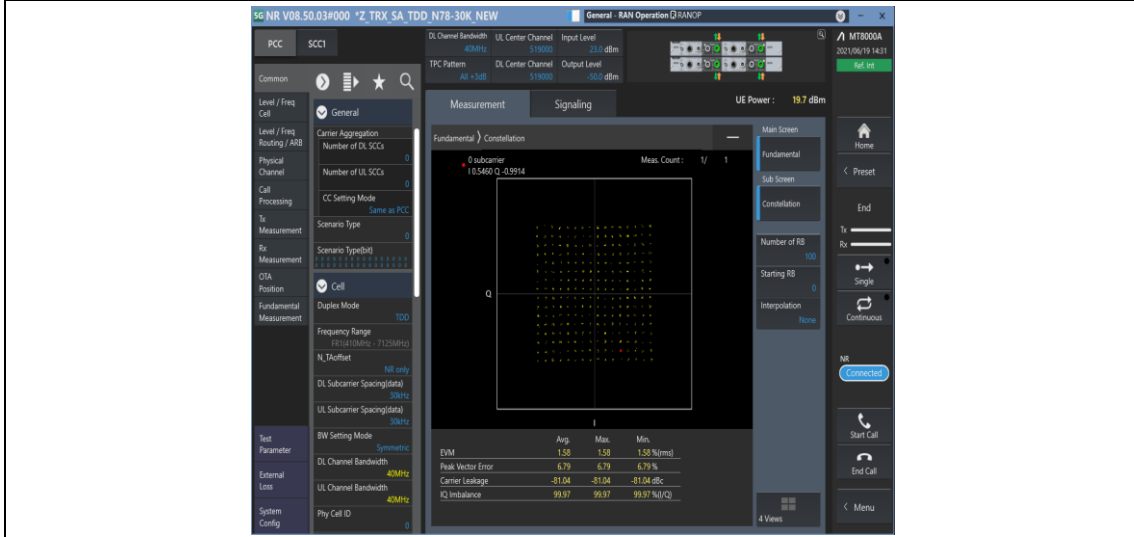 SG NR V08.50.03#000 *Z_TRX_SA_TDD_N78-30K_NEW
General - RAN Operation RANOP
PCC SCC1
DL Channel Bandwidth UL Center Channel Input Level
40MHz 519000 23.0 dBm
TPC Pattern DL Center Channel Output Level
All +3dB 519000 -50.0 dBm
MT8000A
2021/06/19 14:31
Ref. Int
Common
Level / Freq
Cell
Level / Freq
Routing / ARB
Physical
Channel
Call
Processing
Tx
Measurement
Rx
Measurement
OTA
Position
Fundamental
Measurement
Test
Parameter
External
Loss
System
Config
General
Carrier Aggregation
Number of DL SCCs
0
Number of UL SCCs
0
CC Setting Mode
Same as PCC
Scenario Type
0
Scenario Type(bit)
Cell
Duplex Mode
TDD
Frequency Range
FR1(410MHz - 7125MHz)
N_TAoffset
NR only
DL Subcarrier Spacing(data)
30kHz
UL Subcarrier Spacing(data)
30kHz
BW Setting Mode
Symmetric
DL Channel Bandwidth
40MHz
UL Channel Bandwidth
40MHz
Phy Cell ID
0
Measurement Signaling
UE Power : 19.7 dBm
Fundamental 〉 Constellation
0 subcarrier Meas. Count : 1/ 1
I 0.5460 Q -0.9914
Q
I
Avg. Max. Min.
EVM 1.58 1.58 1.58 %(rms)
Peak Vector Error 6.79 6.79 6.79 %
Carrier Leakage -81.04 -81.04 -81.04 dBc
IQ Imbalance 99.97 99.97 99.97 %(I/Q)
Main Screen
Fundamental
Sub Screen
Constellation
Number of RB
100
Starting RB
0
Interpolation
None
4 Views
Home
Preset
End
Tx
Rx
Single
Continuous
NR
Connected
Start Call
End Call
Menu